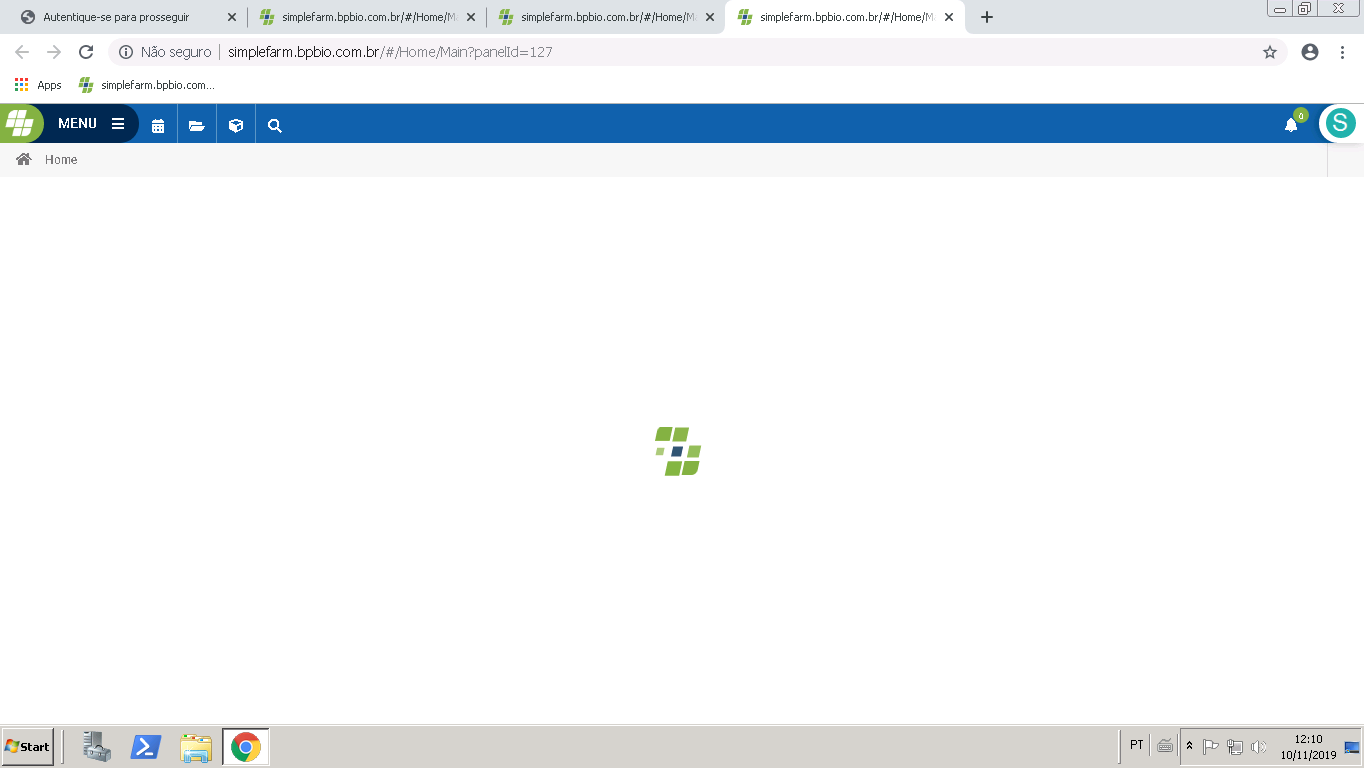 Autentique-se para prosseguir
simplefarm.bpbio.com.br/#/Home/M
simplefarm.bpbio.com.br/#/Home/M
simplefarm.bpbio.com.br/#/Home/M
Não seguro
simplefarm.bpbio.com.br/#/Home/Main?panelId=127
Apps
simplefarm.bpbio.com...
MENU
0
S
Home
Start
PT
12:10
10/11/2019